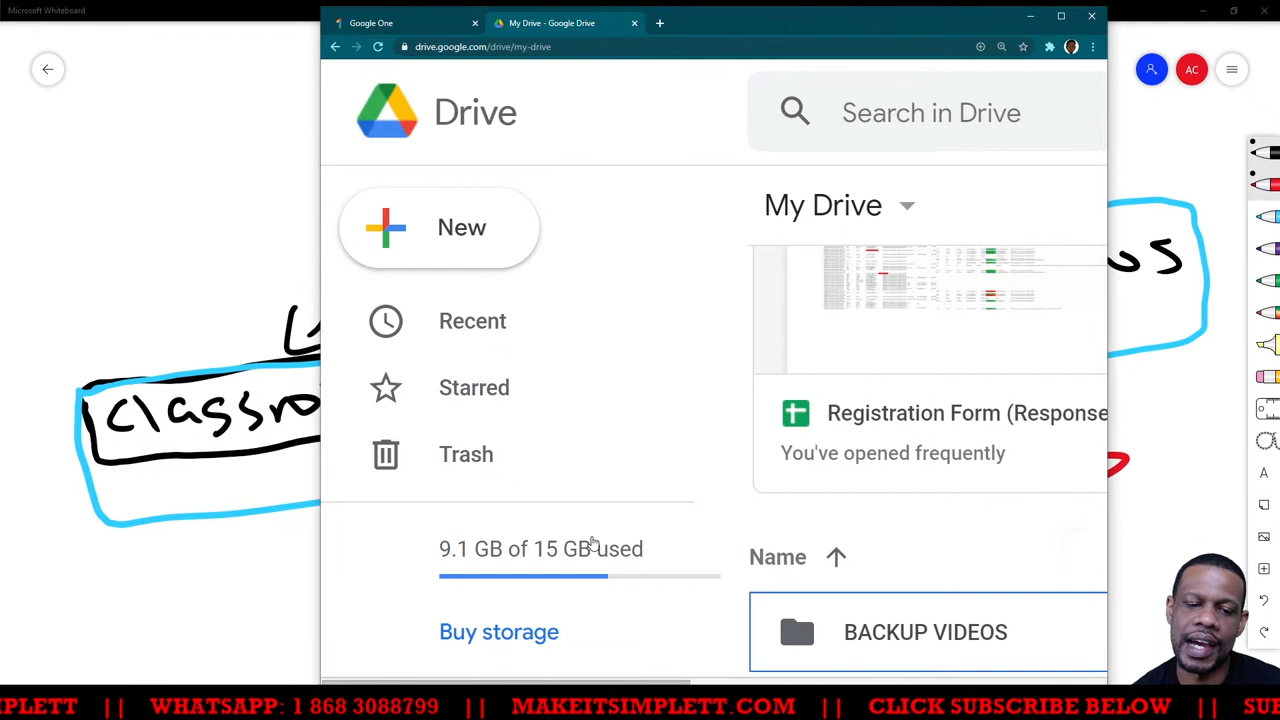 Microsoft Whiteboard
Google One
My Drive - Google Drive
drive.google.com/drive/my-drive
AC
Drive
Search in Drive
New
My Drive
Recent
Starred
Trash
Registration Form (Response
You've opened frequently
classro
os
9.1 GB of 15 GB used
Name
Buy storage
BACKUP VIDEOS
IMPLETT || WHATSAPP: 1 868 3088799 || MAKEITSIMPLETT.COM || CLICK SUBSCRIBE BELOW || SU